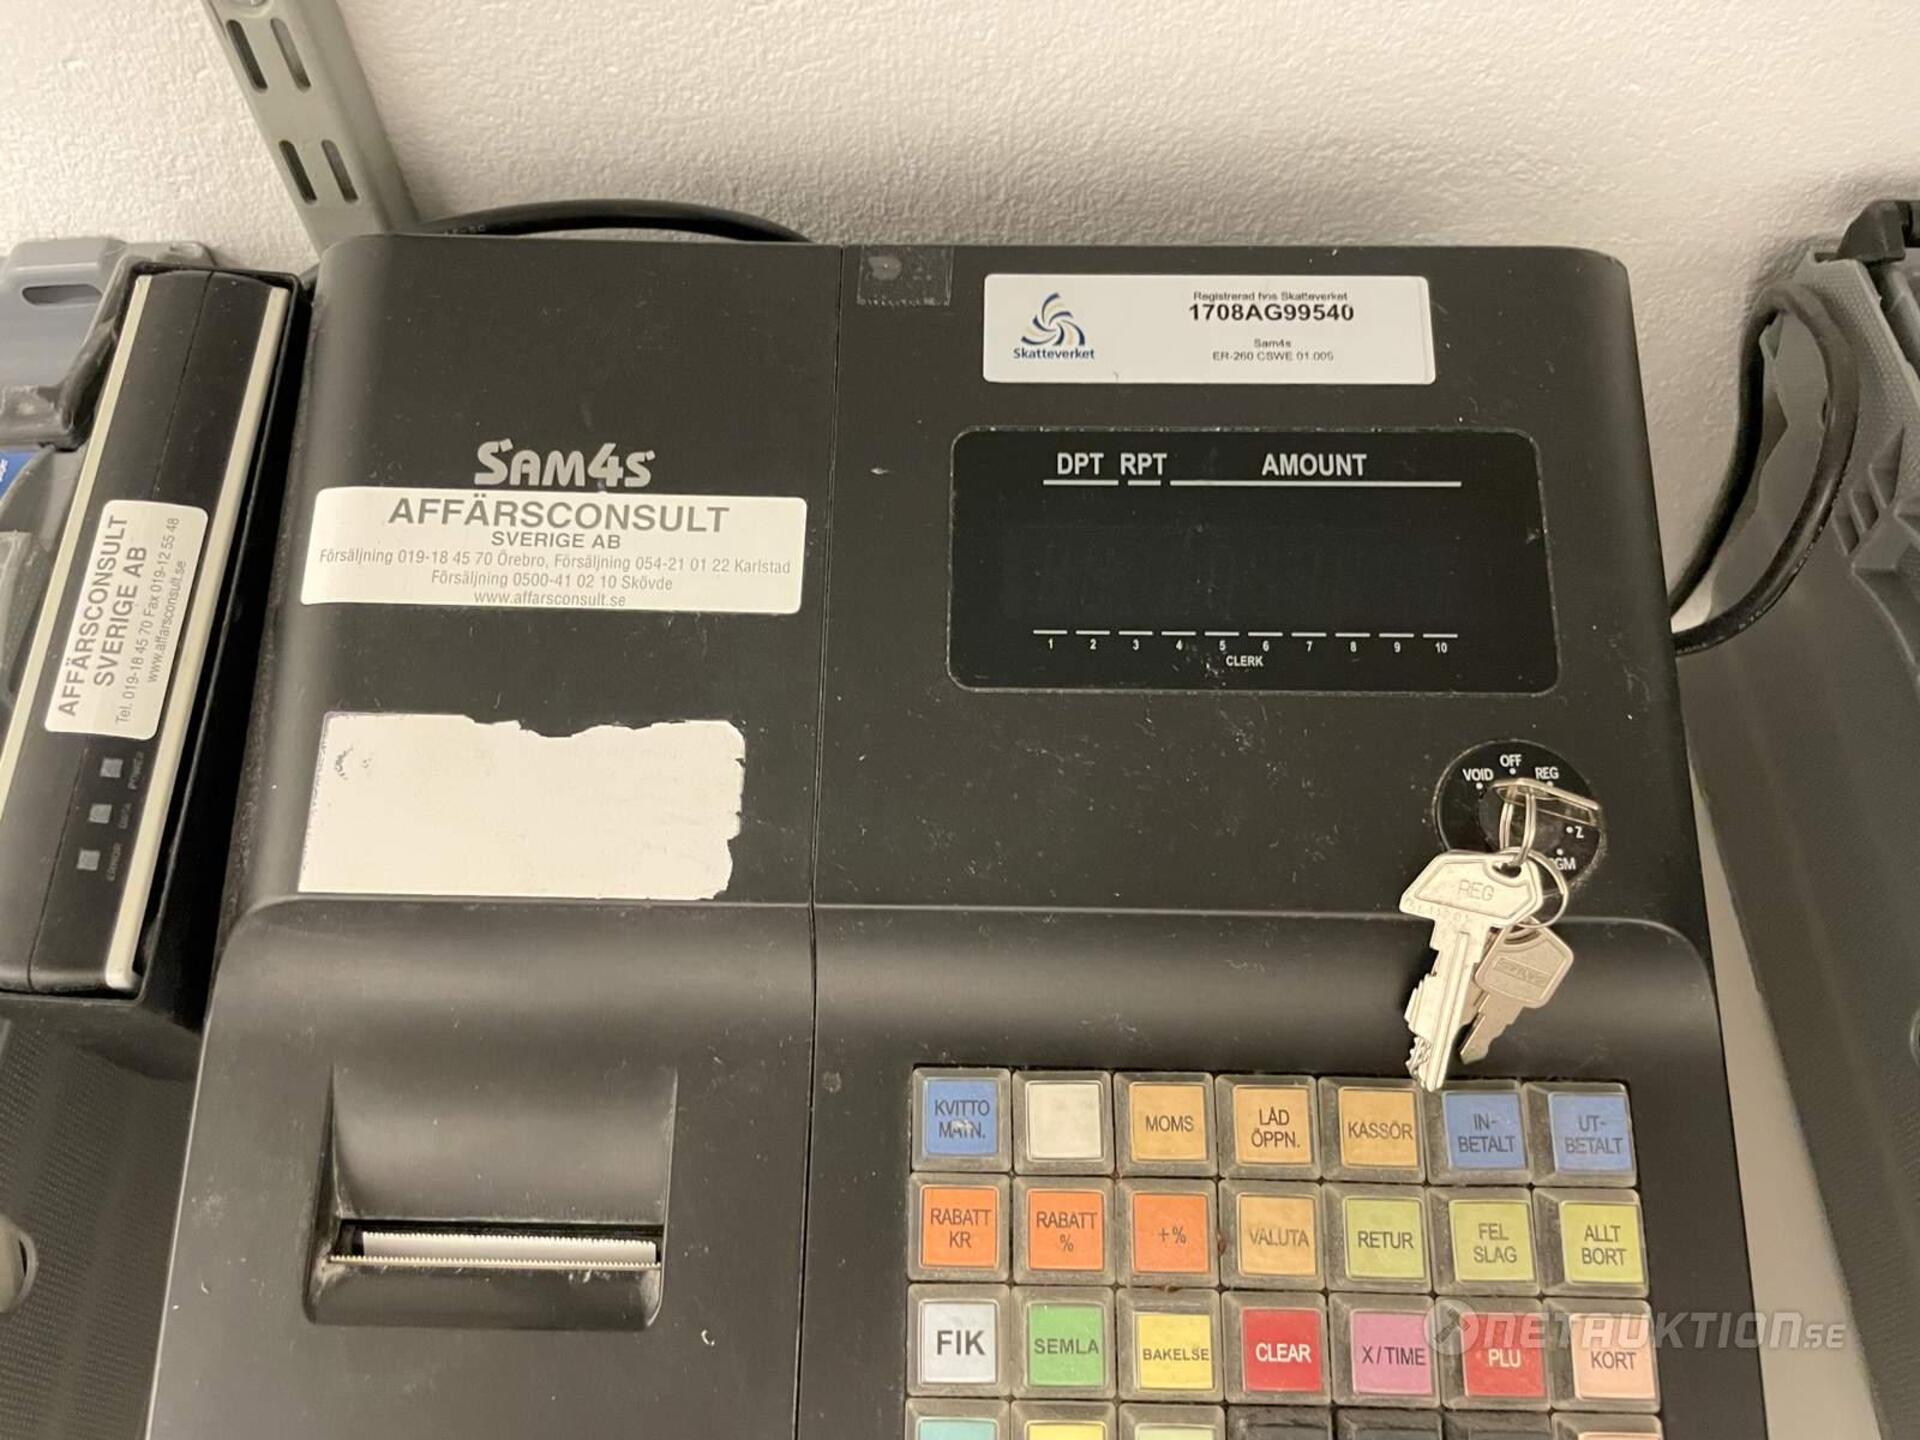 Skatteverket
Registrerad hos Skatteverket
1708AG99540
Sam4s
ER-260 CSWE 01.005
SAM4S
AFFÄRSCONSULT
SVERIGE AB
Försäljning 019-18 45 70 Örebro, Försäljning 054-21 01 22 Karlstad
Försäljning 0500-41 02 10 Skövde
www.affarsconsult.se
AFFÄRSCONSULT
SVERIGE AB
Tel. 019-18 45 70 Fax 019-12 55 48
www.affarsconsult.se
POWER
ERROR
DPT RPT AMOUNT
1 2 3 4 5 6 7 8 9 10
CLERK
VOID OFF REG
Z
REG
KVITTO
MATN.
MOMS
LÅD
ÖPPN.
KASSÖR
IN-
BETALT
UT-
BETALT
RABATT
KR
RABATT
%
+%
VALUTA
RETUR
FEL
SLAG
ALLT
BORT
FIK
SEMLA
BAKELSE
CLEAR
X/TIME
PLU
KORT
NETAUKTION.SE